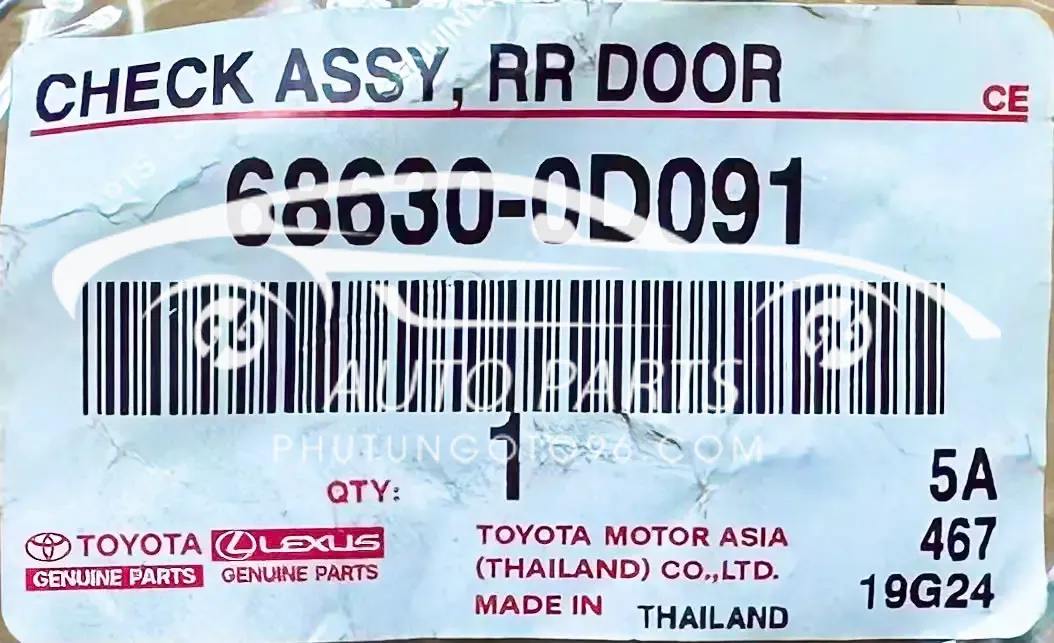 CHECK ASSY, RR DOOR
CE
68630-0D091
AUTO PARTS
PHUTUNGOTO96.COM
QTY: 1
5A
TOYOTA LEXUS
GENUINE PARTS GENUINE PARTS
TOYOTA MOTOR ASIA
(THAILAND) CO.,LTD.
MADE IN THAILAND
467
19G24